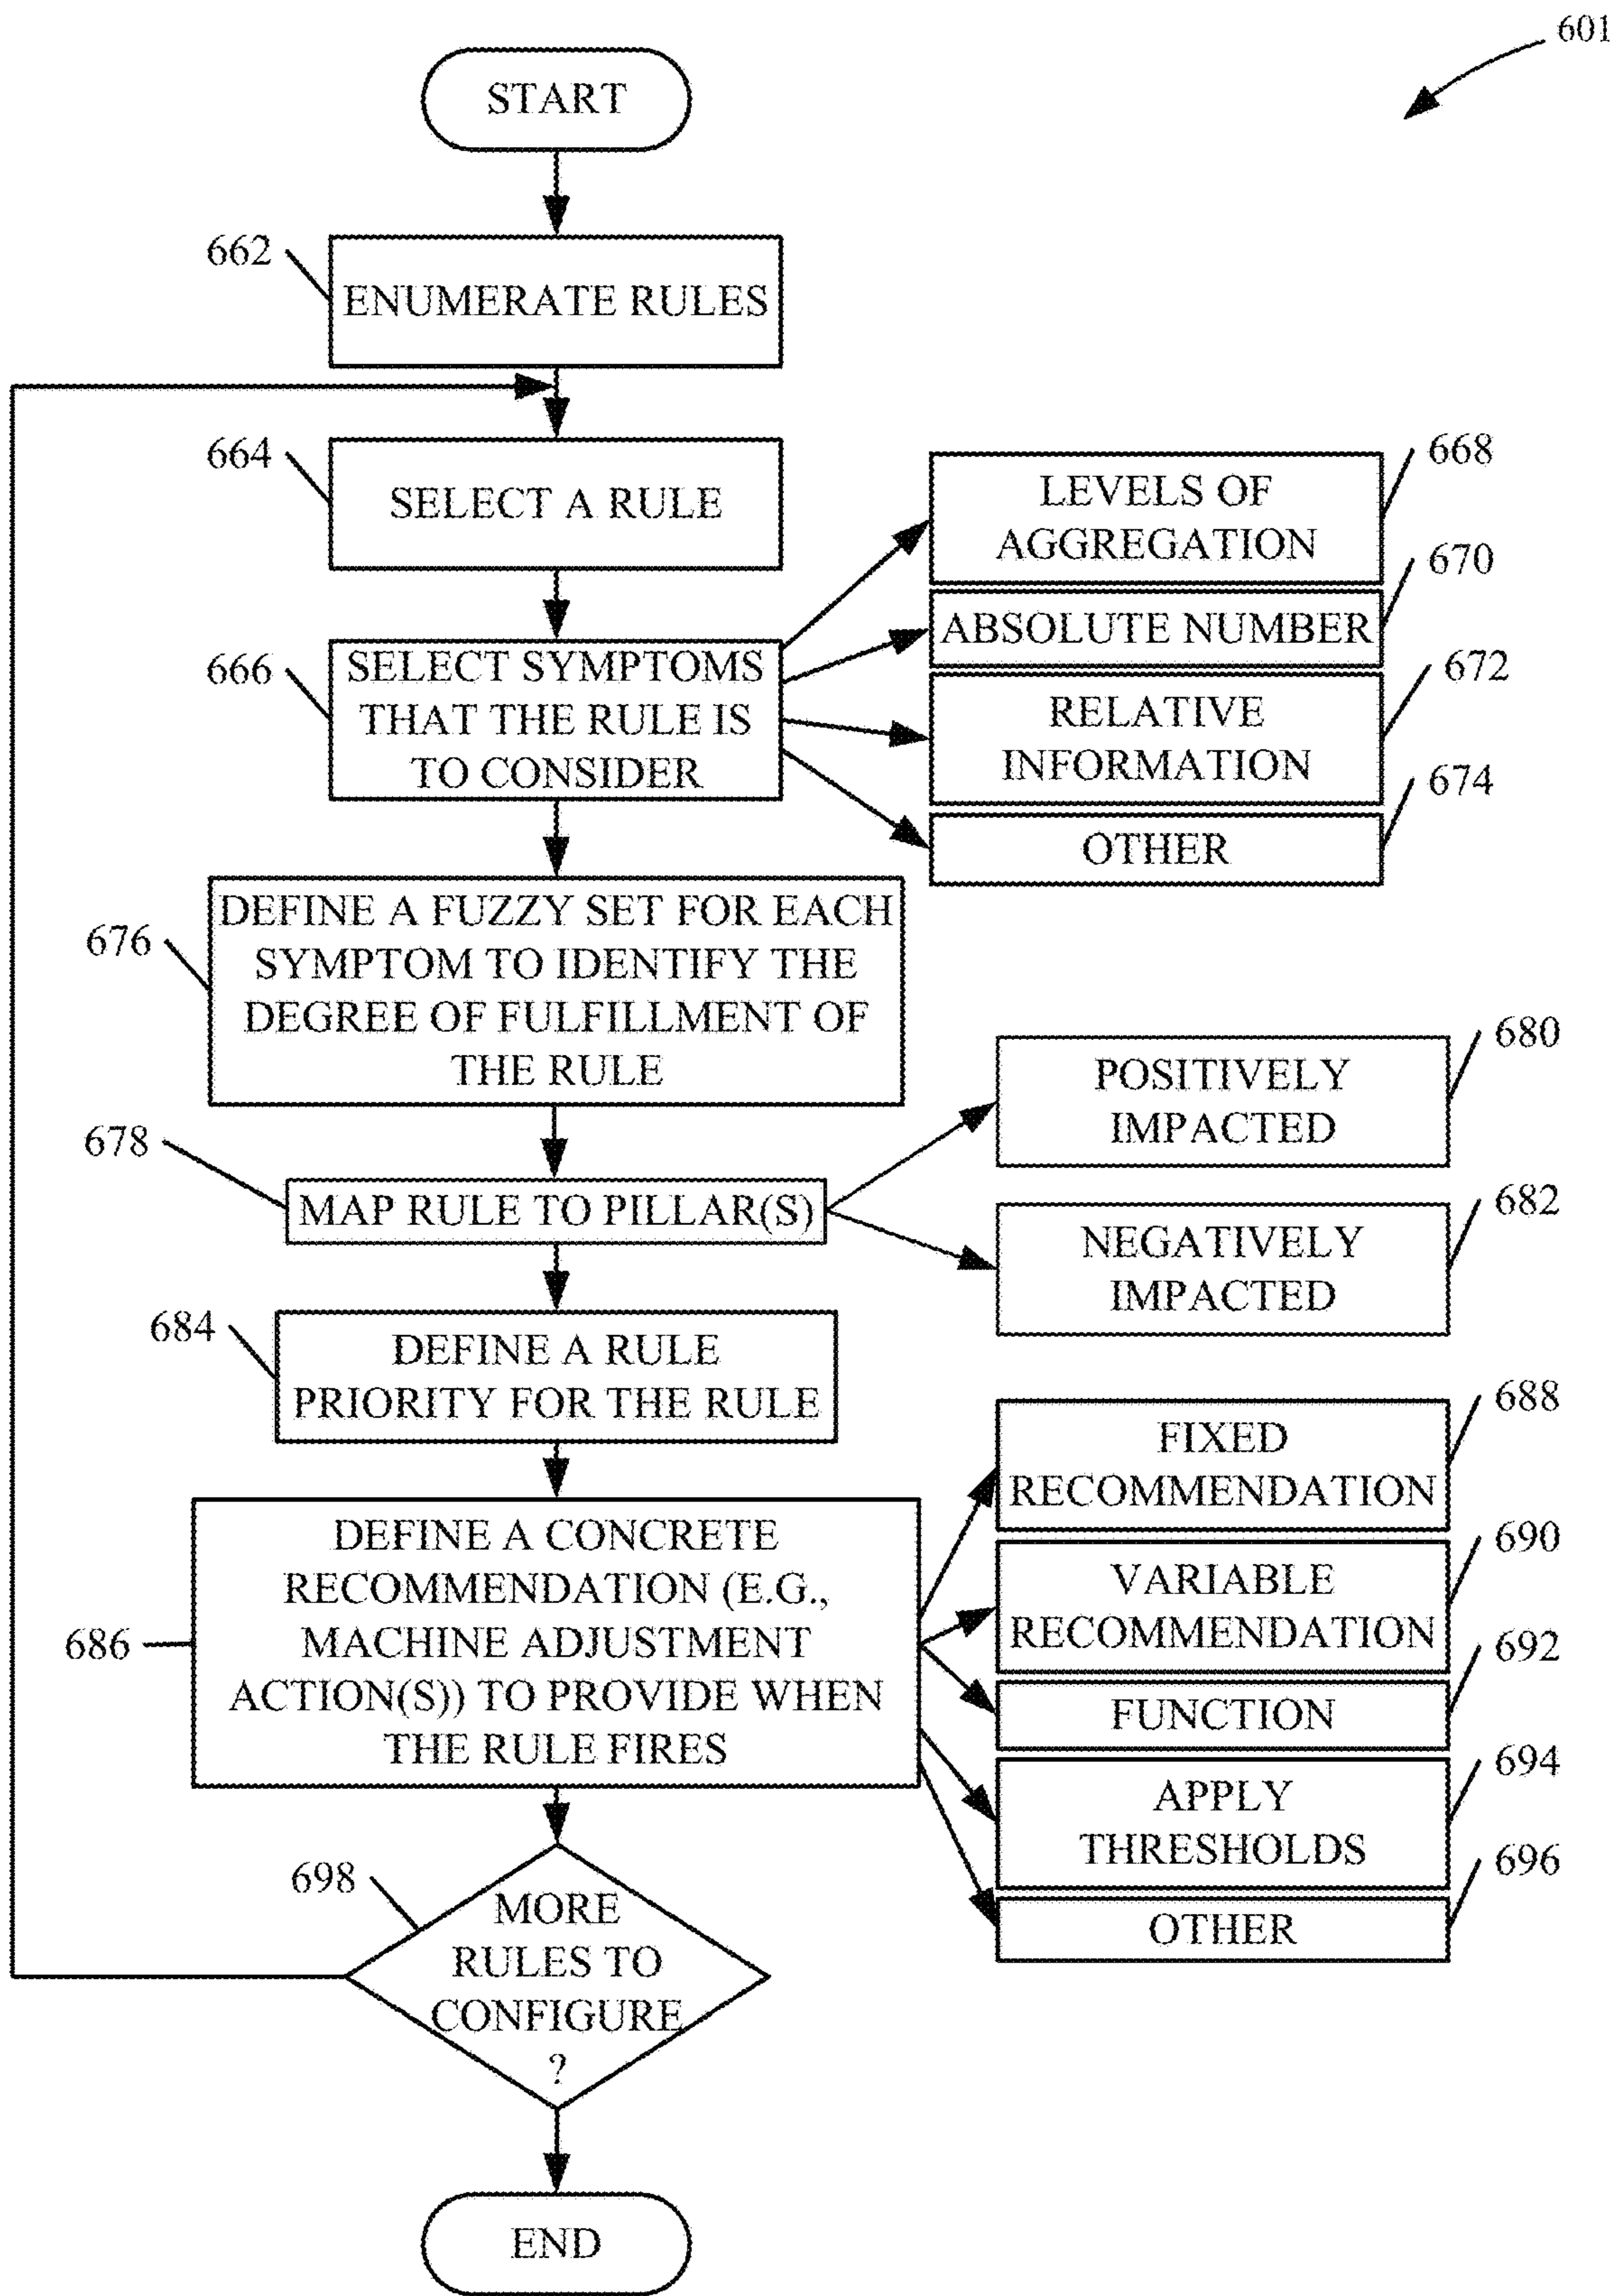 601
START
662
ENUMERATE RULES
664
SELECT A RULE
668
LEVELS OF
AGGREGATION
670
ABSOLUTE NUMBER
666
SELECT SYMPTOMS
THAT THE RULE IS
TO CONSIDER
672
RELATIVE
INFORMATION
674
OTHER
676
DEFINE A FUZZY SET FOR EACH
SYMPTOM TO IDENTIFY THE
DEGREE OF FULFILLMENT OF
THE RULE
680
POSITIVELY
IMPACTED
678
MAP RULE TO PILLAR(S)
682
NEGATIVELY
IMPACTED
684
DEFINE A RULE
PRIORITY FOR THE RULE
688
FIXED
RECOMMENDATION
686
DEFINE A CONCRETE
RECOMMENDATION (E.G.,
MACHINE ADJUSTMENT
ACTION(S)) TO PROVIDE WHEN
THE RULE FIRES
690
VARIABLE
RECOMMENDATION
692
FUNCTION
694
APPLY
THRESHOLDS
696
OTHER
698
MORE
RULES TO
CONFIGURE
?
END